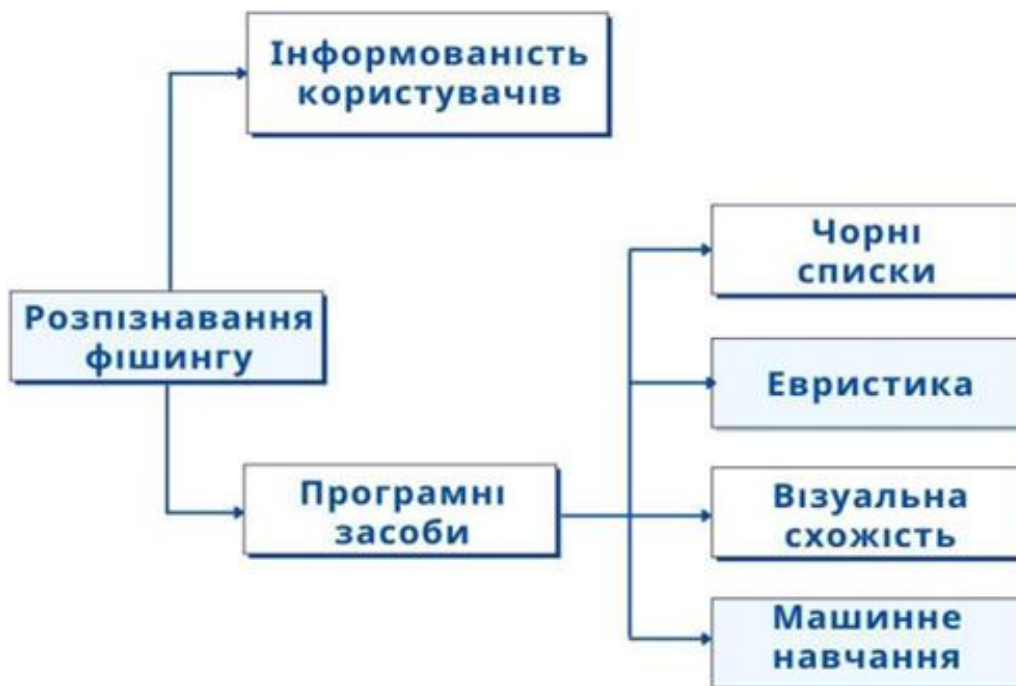 Інформованість
користувачів
Чорні
списки
Розпізнавання
фішингу
Евристика
Програмні
засоби
Візуальна
схожість
Машинне
навчання